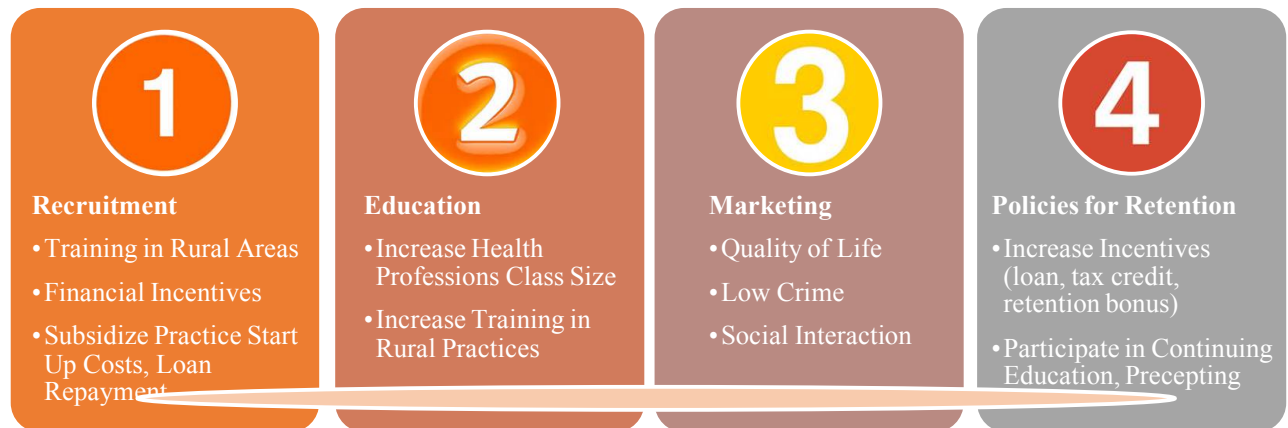 1
Recruitment
•Training in Rural Areas
•Financial Incentives
•Subsidize Practice Start
Up Costs, Loan
Repayment
2
Education
•Increase Health
Professions Class Size
•Increase Training in
Rural Practices
3
Marketing
•Quality of Life
•Low Crime
•Social Interaction
4
Policies for Retention
•Increase Incentives
(loan, tax credit,
retention bonus)
•Participate in Continuing
Education, Precepting